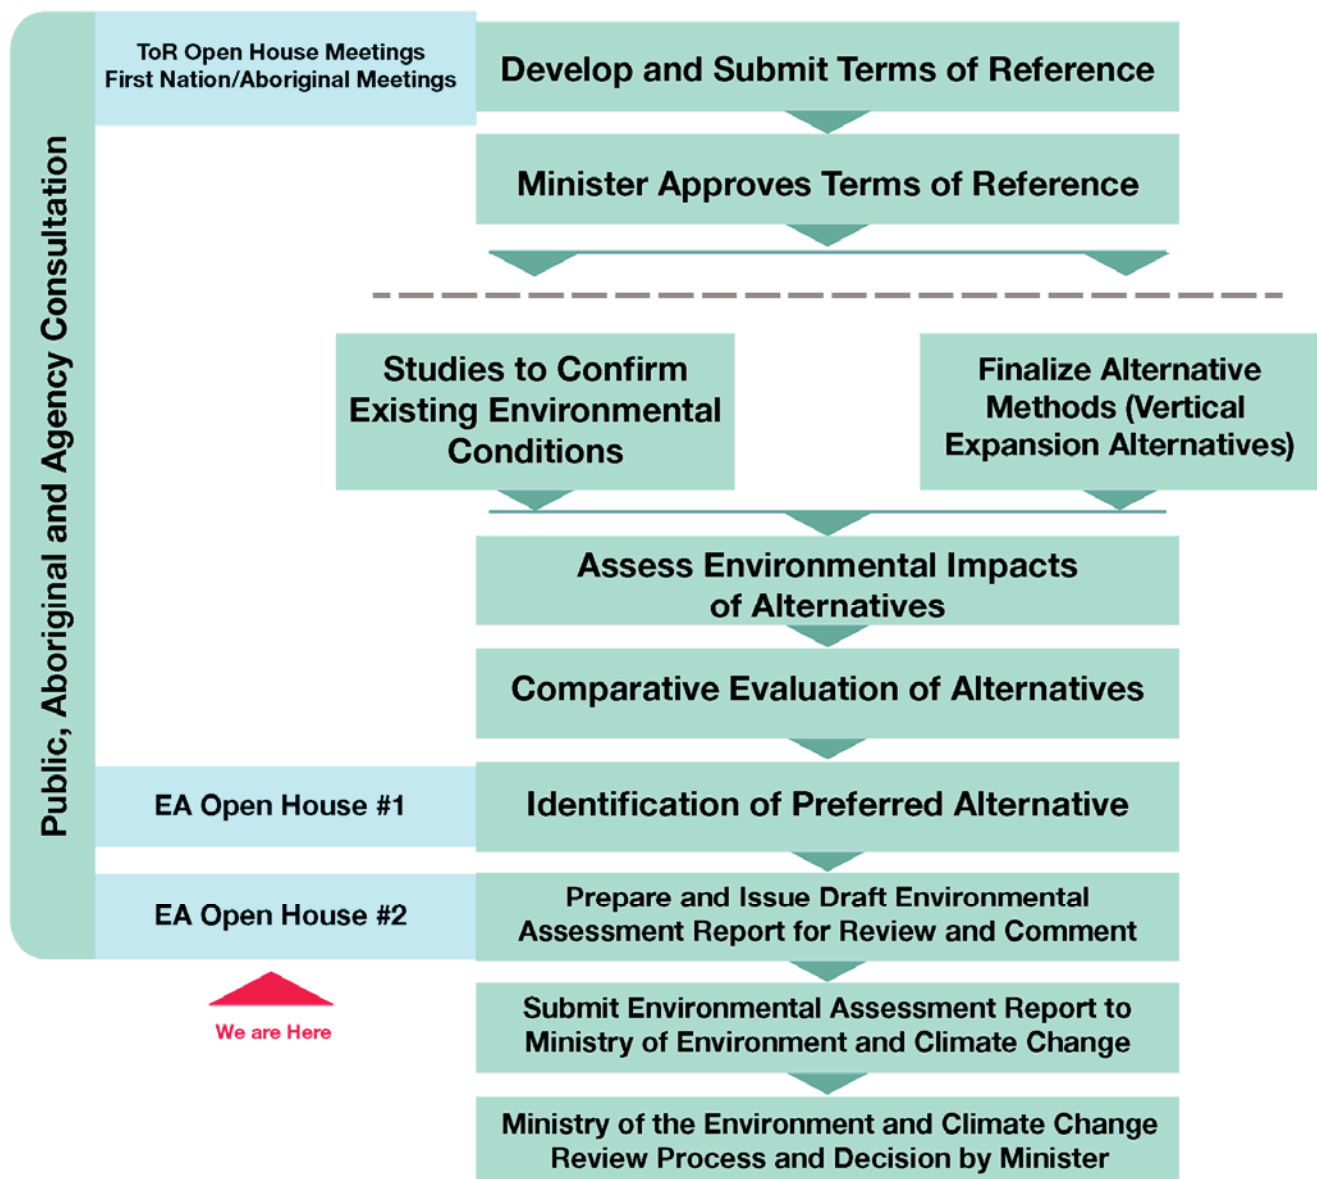 Public, Aboriginal and Agency Consultation
ToR Open House Meetings
First Nation/Aboriginal Meetings
Develop and Submit Terms of Reference
Minister Approves Terms of Reference
Studies to Confirm
Existing Environmental
Conditions
Finalize Alternative
Methods (Vertical
Expansion Alternatives)
Assess Environmental Impacts
of Alternatives
Comparative Evaluation of Alternatives
EA Open House #1
Identification of Preferred Alternative
EA Open House #2
Prepare and Issue Draft Environmental
Assessment Report for Review and Comment
We are Here
Submit Environmental Assessment Report to
Ministry of Environment and Climate Change
Ministry of the Environment and Climate Change
Review Process and Decision by Minister